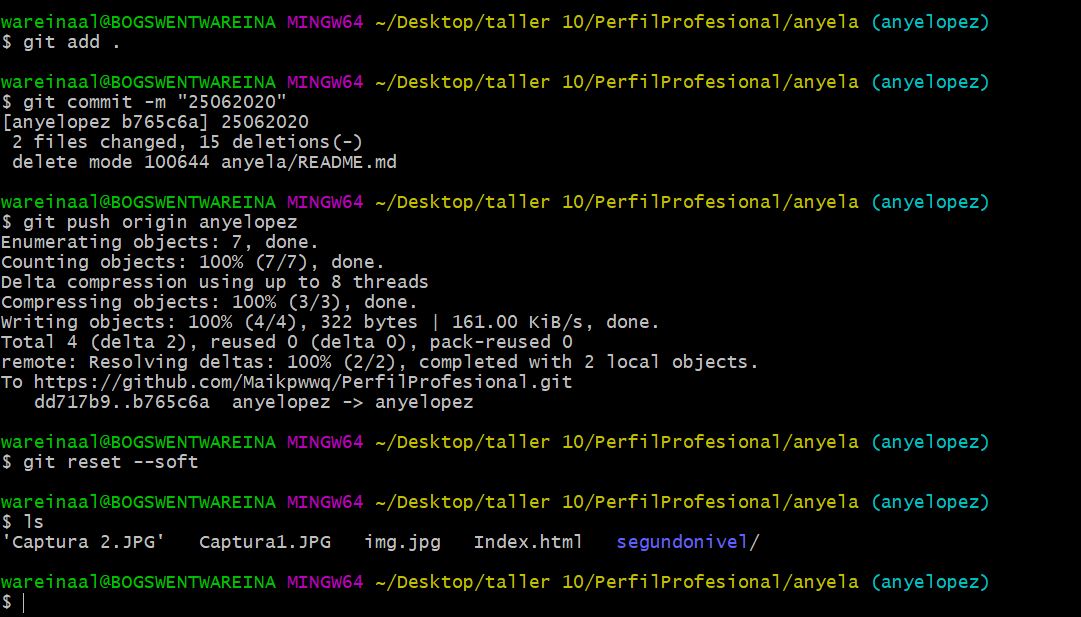 wareinaal@BOGSWENTWAREINA MINGW64 ~/Desktop/taller 10/PerfilProfesional/anyela (anyelopez)
$ git add .
wareinaal@BOGSWENTWAREINA MINGW64 ~/Desktop/taller 10/PerfilProfesional/anyela (anyelopez)
$ git commit -m "25062020"
[anyelopez b765c6a] 25062020
 2 files changed, 15 deletions(-)
 delete mode 100644 anyela/README.md
wareinaal@BOGSWENTWAREINA MINGW64 ~/Desktop/taller 10/PerfilProfesional/anyela (anyelopez)
$ git push origin anyelopez
Enumerating objects: 7, done.
Counting objects: 100% (7/7), done.
Delta compression using up to 8 threads
Compressing objects: 100% (3/3), done.
Writing objects: 100% (4/4), 322 bytes | 161.00 KiB/s, done.
Total 4 (delta 2), reused 0 (delta 0), pack-reused 0
remote: Resolving deltas: 100% (2/2), completed with 2 local objects.
To https://github.com/Maikpwwq/PerfilProfesional.git
   dd717b9..b765c6a  anyelopez -> anyelopez
wareinaal@BOGSWENTWAREINA MINGW64 ~/Desktop/taller 10/PerfilProfesional/anyela (anyelopez)
$ git reset --soft
wareinaal@BOGSWENTWAREINA MINGW64 ~/Desktop/taller 10/PerfilProfesional/anyela (anyelopez)
$ ls
'Captura 2.JPG'   Captura1.JPG   img.jpg   Index.html   segundonivel/
wareinaal@BOGSWENTWAREINA MINGW64 ~/Desktop/taller 10/PerfilProfesional/anyela (anyelopez)
$